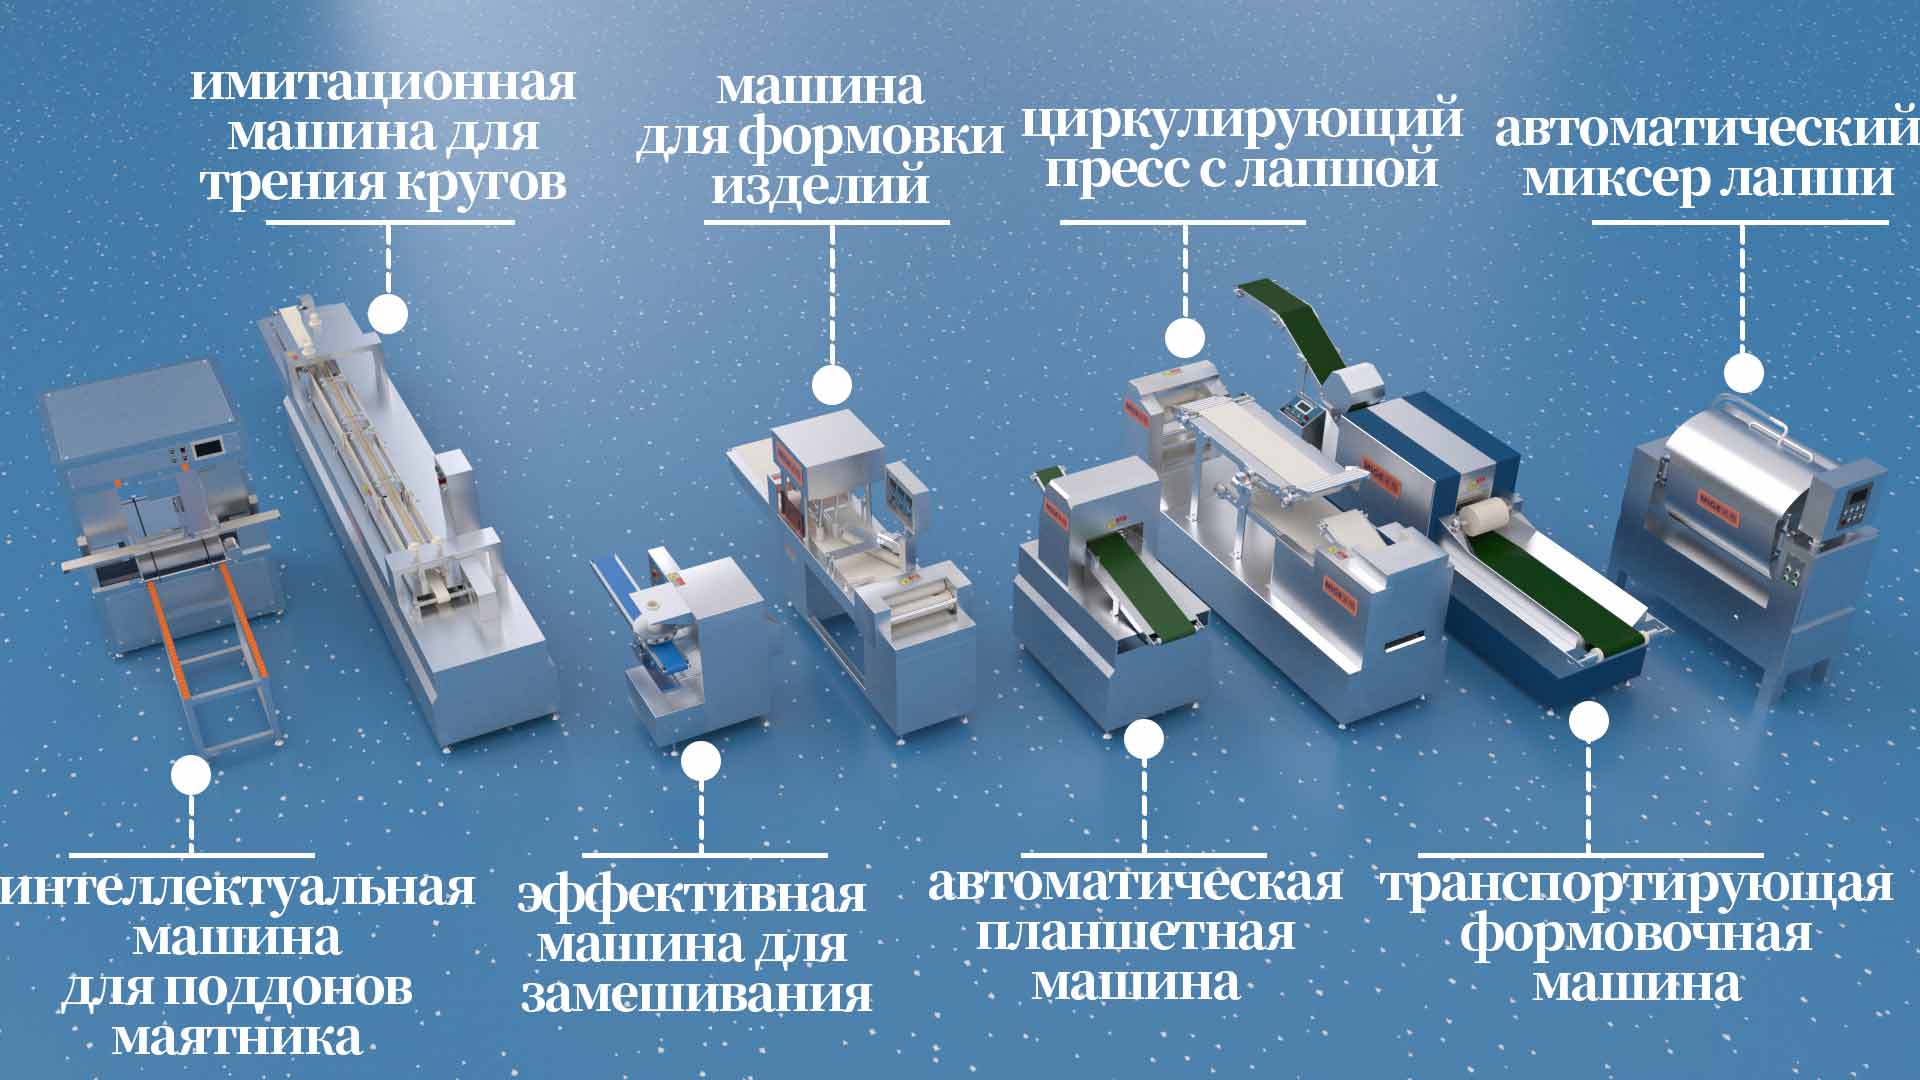 имитационная
машина для
трения кругов
машина
для формовки
изделий
циркулирующий
пресс с лапшой
автоматический
миксер лапши
интеллектуальная
машина
для поддонов
маятника
эффективная
машина для
замешивания
автоматическая
планшетная
машина
транспортирующая
формовочная
машина